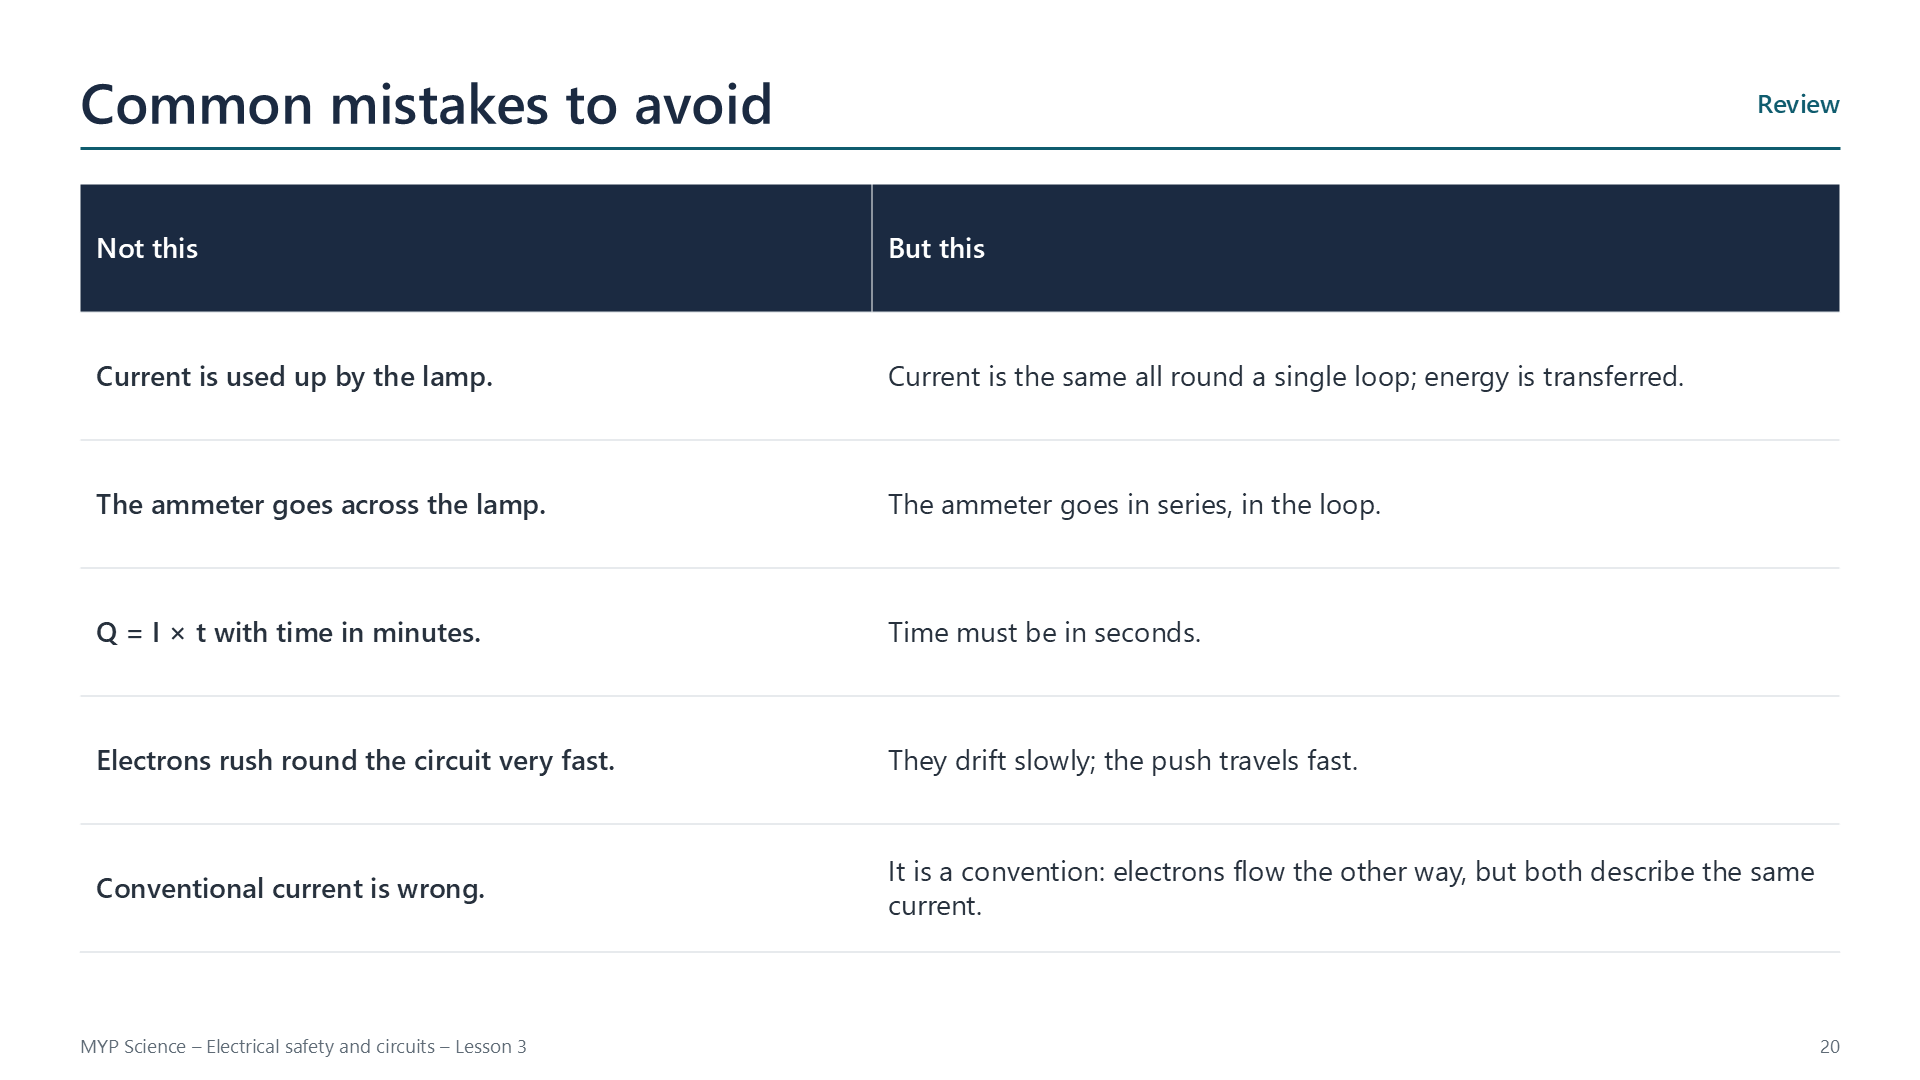 Common mistakes to avoid
Review
Not this
But this
Current is used up by the lamp.
Current is the same all round a single loop; energy is transferred.
The ammeter goes across the lamp.
The ammeter goes in series, in the loop.
Q = I × t with time in minutes.
Time must be in seconds.
Electrons rush round the circuit very fast.
They drift slowly; the push travels fast.
Conventional current is wrong.
It is a convention: electrons flow the other way, but both describe the same
current.
MYP Science – Electrical safety and circuits – Lesson 3
20